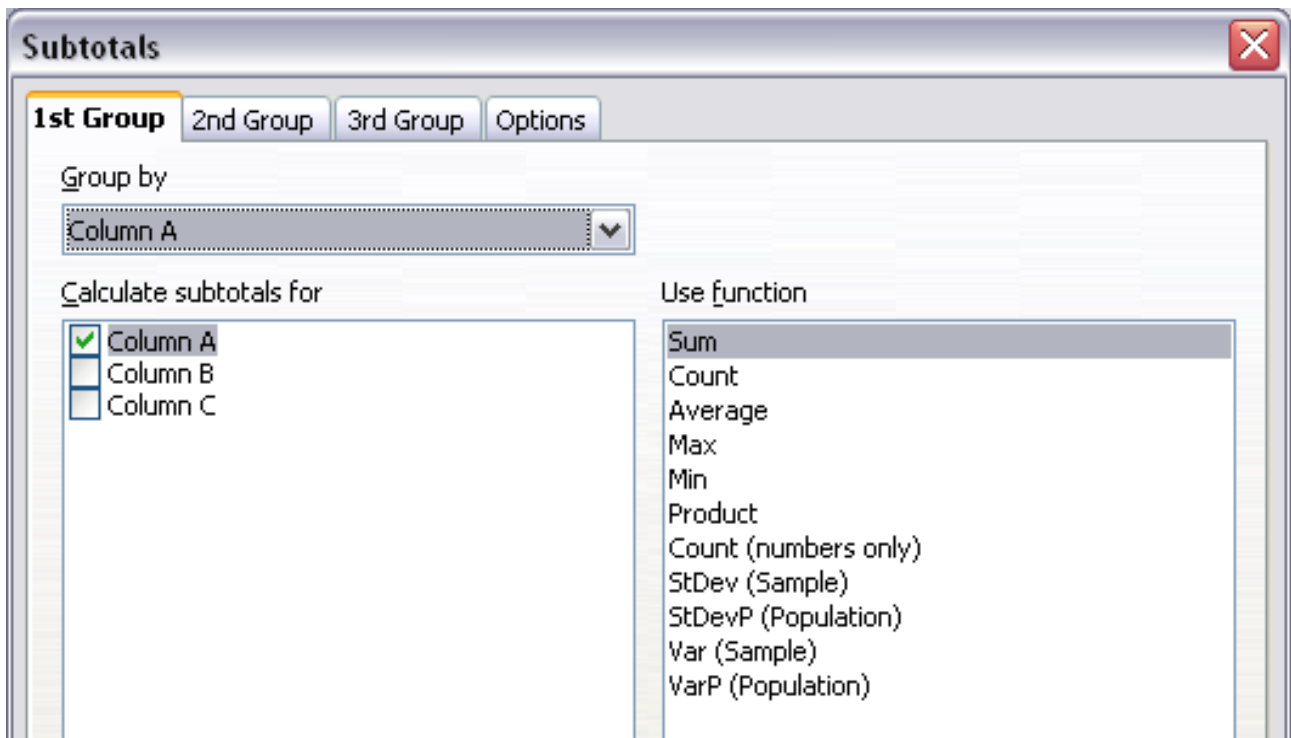 Subtotals
1st Group 2nd Group 3rd Group Options
Group by
Column A
Calculate subtotals for
Column A
Column B
Column C
Use function
Sum
Count
Average
Max
Min
Product
Count (numbers only)
StDev (Sample)
StDevP (Population)
Var (Sample)
VarP (Population)